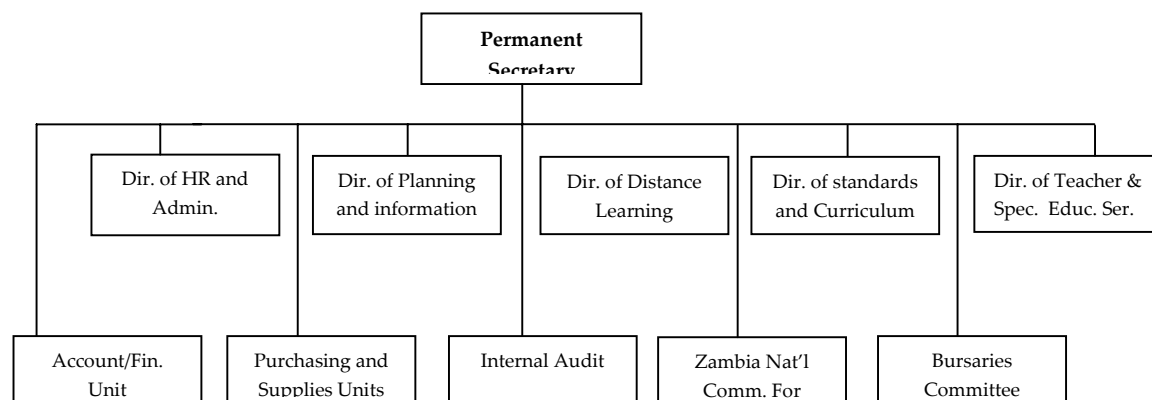 Permanent
Secretary
Dir. of HR and
Admin.
Dir. of Planning
and information
Dir. of Distance
Learning
Dir. of standards
and Curriculum
Dir. of Teacher &
Spec. Educ. Ser.
Account/Fin.
Unit
Purchasing and
Supplies Units
Internal Audit
Zambia Nat'l
Comm. For
Bursaries
Committee